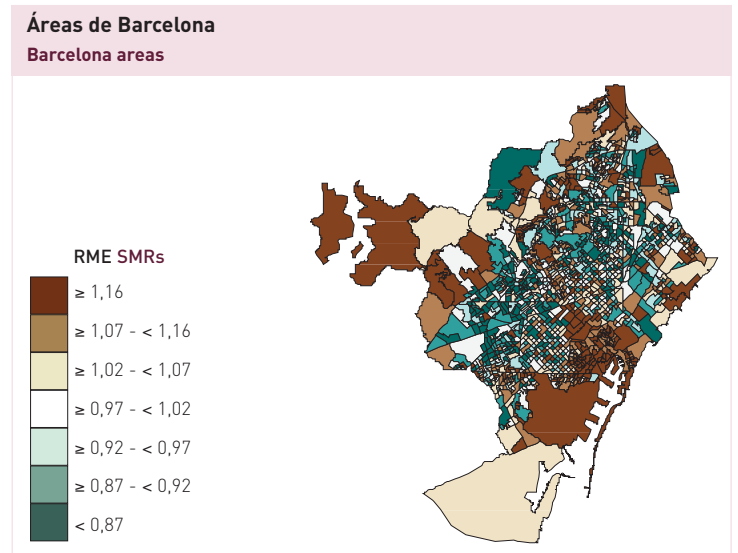 Áreas de Barcelona
Barcelona areas
RME SMRs
≥ 1,16
≥ 1,07 - < 1,16
≥ 1,02 - < 1,07
≥ 0,97 - < 1,02
≥ 0,92 - < 0,97
≥ 0,87 - < 0,92
< 0,87